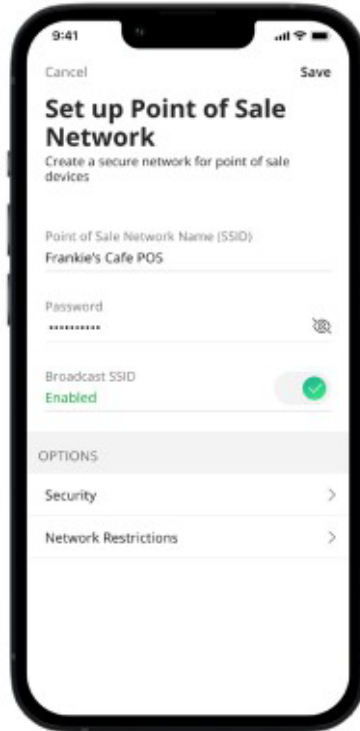 9:41
Cancel Save
Set up Point of Sale
Network
Create a secure network for point of sale
devices
Point of Sale Network Name (SSID)
Frankie's Cafe POS
Password
••••••••••
Broadcast SSID
Enabled
OPTIONS
Security
Network Restrictions